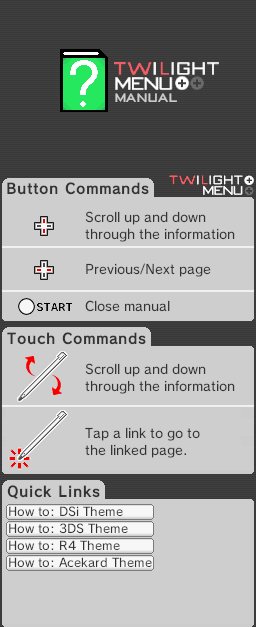 ?
TWiLIGHT
MENU++
MANUAL
Button Commands
TWiLIGHT
MENU++
Scroll up and down
through the information
Previous/Next page
START
Close manual
Touch Commands
Scroll up and down
through the information
Tap a link to go to
the linked page.
Quick Links
How to: DSi Theme
How to: 3DS Theme
How to: R4 Theme
How to: Acekard Theme